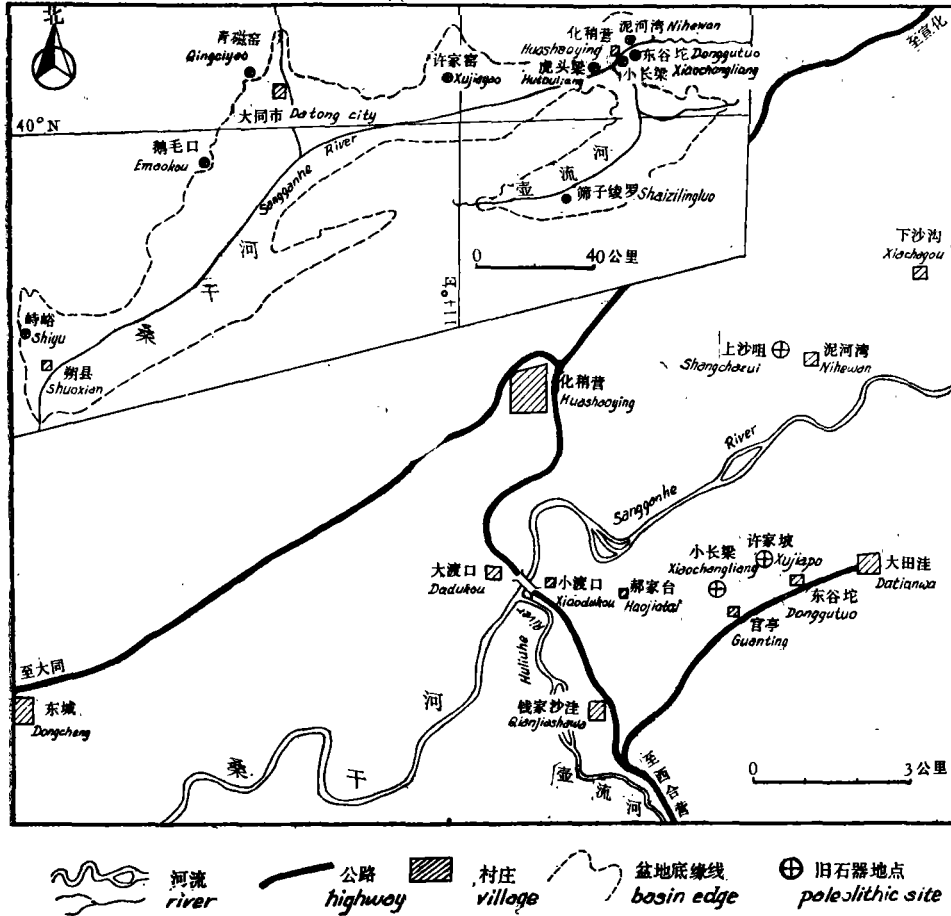 北
青磁窑
Qingciyao
许家窑
Xujiayao
化稍营
Huashaoying
泥河湾 Nihewan
东谷坨 Donggutuo
虎头梁
Hutouliang
小长梁 Xiaochangliang
至宣化
大同市 Datong city
40°N
鹅毛口
Emaokou
Sangganhe River
壶流河
筛子绫罗 Shaizilingluo
0 40公里
114°E
桑干河
峙峪
Shiyu
朔县
Shuoxian
下沙沟
Xiachagou
上沙咀
Shangchazui
泥河湾
Nihewan
化稍营
Huashaoying
Sangganhe River
大渡口
Dadukou
小渡口
Xiaodukou
郝家台
Haojiatai
小长梁
Xiaochangliang
许家坡
Xujiapo
大田洼
Datianwa
东谷坨
Donggutuo
官亭
Guanting
至大同
东城
Dongcheng
Huliuhe River
钱家沙洼
Qianjiashawa
桑干河
壶流河
至西合营
0 3公里
河流
river
公路
highway
村庄
village
盆地底缘线
basin edge
旧石器地点
paleolithic site